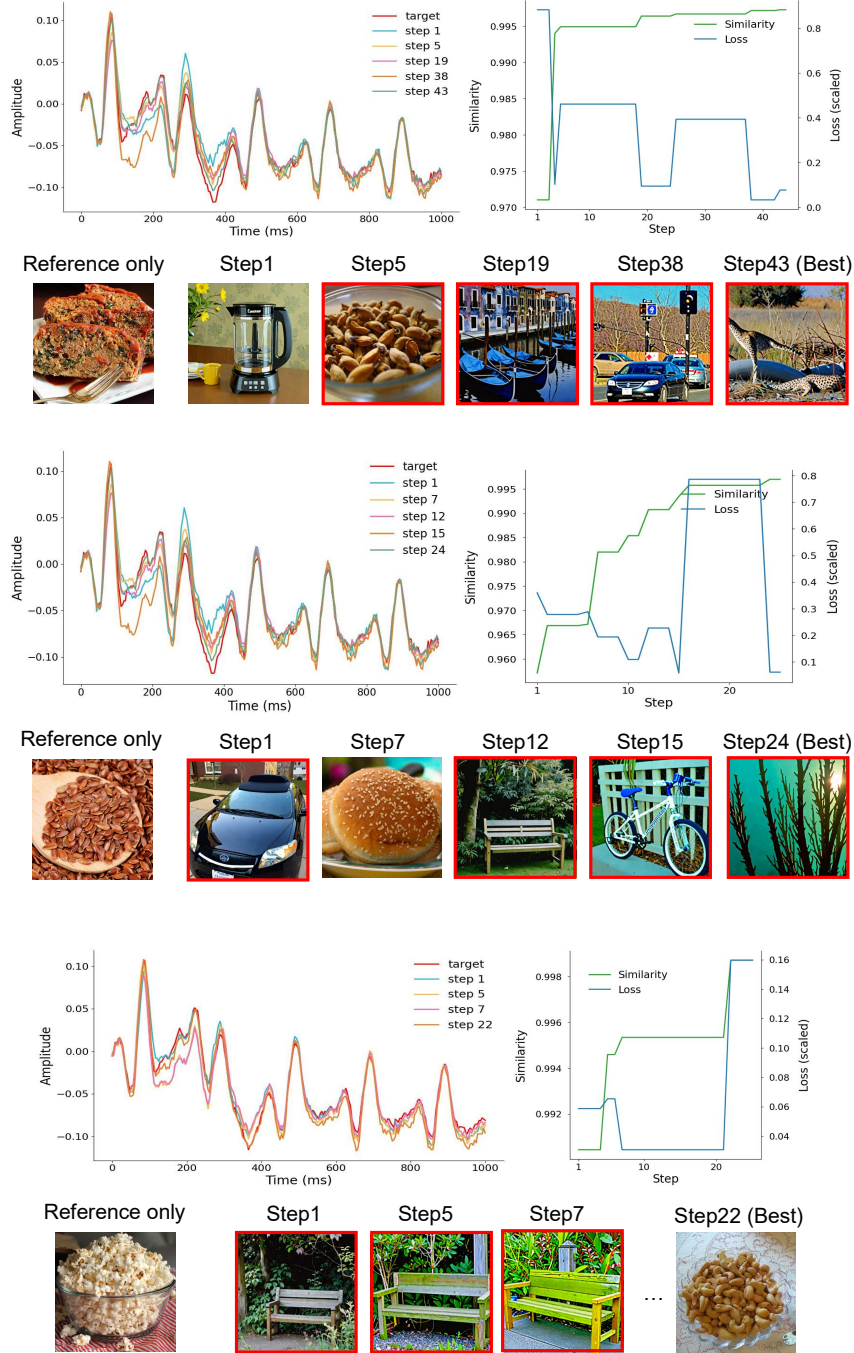 0.10
0.05
0.00
−0.05
−0.10
Amplitude
0
200
400
600
800
1000
Time (ms)
target
step 1
step 5
step 19
step 38
step 43
0.995
0.990
0.985
0.980
0.975
0.970
Similarity
1
10
20
30
40
Step
0.8
0.6
0.4
0.2
0.0
Loss (scaled)
Similarity
Loss
Reference only Step1 Step5 Step19 Step38 Step43 (Best)
0.10
0.05
0.00
−0.05
−0.10
Amplitude
0
200
400
600
800
1000
Time (ms)
target
step 1
step 7
step 12
step 15
step 24
0.995
0.990
0.985
0.980
0.975
0.970
0.965
0.960
Similarity
1
10
20
Step
0.8
0.7
0.6
0.5
0.4
0.3
0.2
0.1
Loss (scaled)
Similarity
Loss
Reference only Step1 Step7 Step12 Step15 Step24 (Best)
0.10
0.05
0.00
−0.05
−0.10
Amplitude
0
200
400
600
800
1000
Time (ms)
target
step 1
step 5
step 7
step 22
0.998
0.996
0.994
0.992
Similarity
1
10
20
Step
0.16
0.14
0.12
0.10
0.08
0.06
0.04
Loss (scaled)
Similarity
Loss
Reference only Step1 Step5 Step7 Step22 (Best)
...